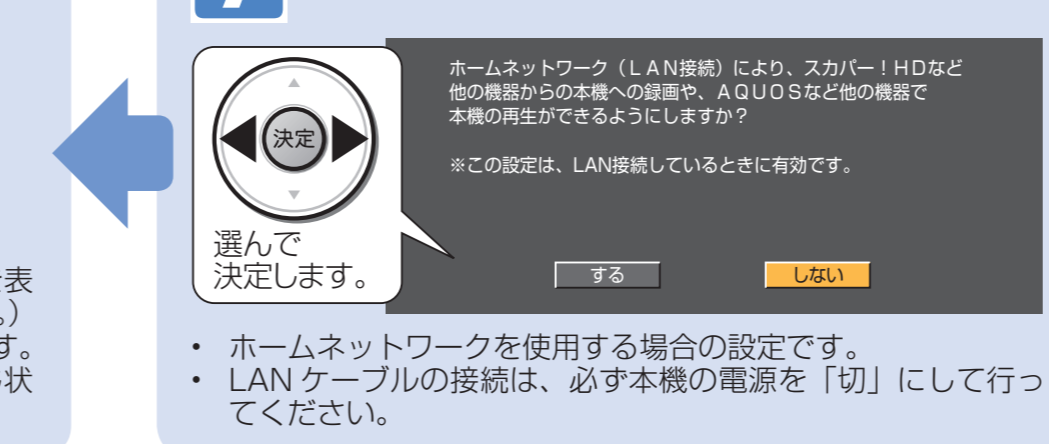 ホームネットワーク（ＬＡＮ接続）により、スカパー！ＨＤなど
他の機器からの本機への録画や、ＡＱＵＯＳなど他の機器で
本機の再生ができるようにしますか？
※この設定は、LAN接続しているときに有効です。
決定
選んで
決定します。
する
しない
• ホームネットワークを使用する場合の設定です。
• LAN ケーブルの接続は、必ず本機の電源を「切」にして行っ
てください。
表
。）
す。
状